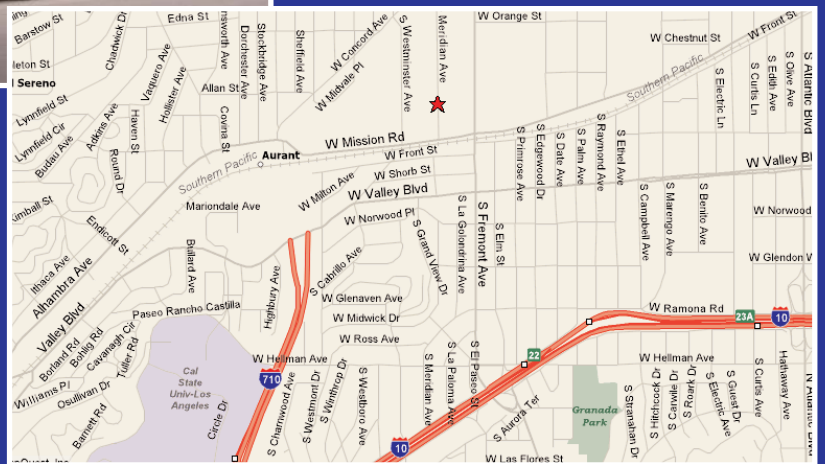 Barstow St
Edna St
W Orange St
Chadwick Dr
Dorchester Ave
Stockbridge Ave
Sheffield Ave
W Concord Ave
S Westminster Ave
Meridian Ave
W Chestnut St
W Front St
S Atlantic Blvd
Sereno
Vaquero Ave
Hollister Ave
Allan St
W Midvale Pl
Southern Pacific
S Electric Ln
S Curtis Ln
S Edith Ave
S Olive Ave
Lynnfield St
Lynnfield Cir
Budau Ave
Adkins Ave
Haven St
Round Dr
Covina St
W Mission Rd
Aurant
Southern Pacific
W Front St
W Shorb St
W Milton Ave
W Valley Blvd
S Primrose Ave
S Edgewood Dr
S Date Ave
S Palm Ave
S Raymond Ave
S Ethel Ave
W Valley Bl
Mariondale Ave
W Norwood Pl
S Grand View Dr
S La Golondrina Ave
S Fremont Ave
S Elm St
S Campbell Ave
S Marengo Ave
S Benito Ave
W Norwood
Endicott St
Ithaca Ave
Alhambra Ave
Valley Blvd
Bullard Ave
Highbury Ave
S Cabrillo Ave
W Glendon W
Paseo Rancho Castilla
W Glenaven Ave
W Midwick Dr
W Ross Ave
W Ramona Rd
23A
10
Borland Rd
Bohlig Rd
Cavanagh Cir
Tuller Rd
Williams Pl
Osullivan Dr
Barnett Rd
Cal
State
Univ-Los
Angeles
Circle Dr
W Hellman Ave
710
S Charnwood Ave
S Westmont Dr
S Winthrop Dr
S Westboro Ave
S Meridian Ave
S La Paloma Ave
S El Paseo St
22
10
S Aurora Ter
W Las Flores St
Granada
Park
W Hellman Ave
S Stranahan Dr
S Hitchcock Dr
S Carwile Dr
S Roark Dr
S Electric Ave
S Guest Dr
S Curtis Ave
Hathaway Ave